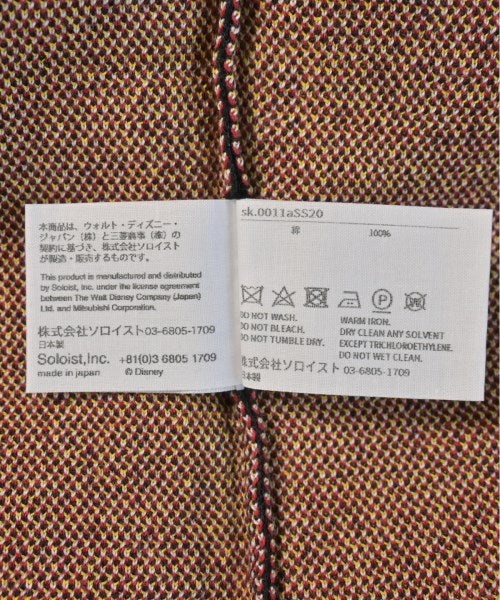 本商品は、ウォルト・ディズニー・
ジャパン（株）と三菱商事（株）の
契約に基づき、株式会社ソロイスト
が製造・販売するものです。
This product is manufactured and distributed
by Soloist, Inc. under the license agreement
between The Walt Disney Company (Japan)
Ltd. and Mitsubishi Corporation.
株式会社ソロイスト03-6805-1709
日本製
Soloist,Inc. +81(0)3 6805 1709
made in japan © Disney
sk.0011aSS20
綿 100%
P W
DO NOT WASH.
DO NOT BLEACH.
DO NOT TUMBLE DRY.
WARM IRON.
DRY CLEAN ANY SOLVENT
EXCEPT TRICHLOROETHYLENE.
DO NOT WET CLEAN.
株式会社ソロイスト 03-6805-1709
日本製